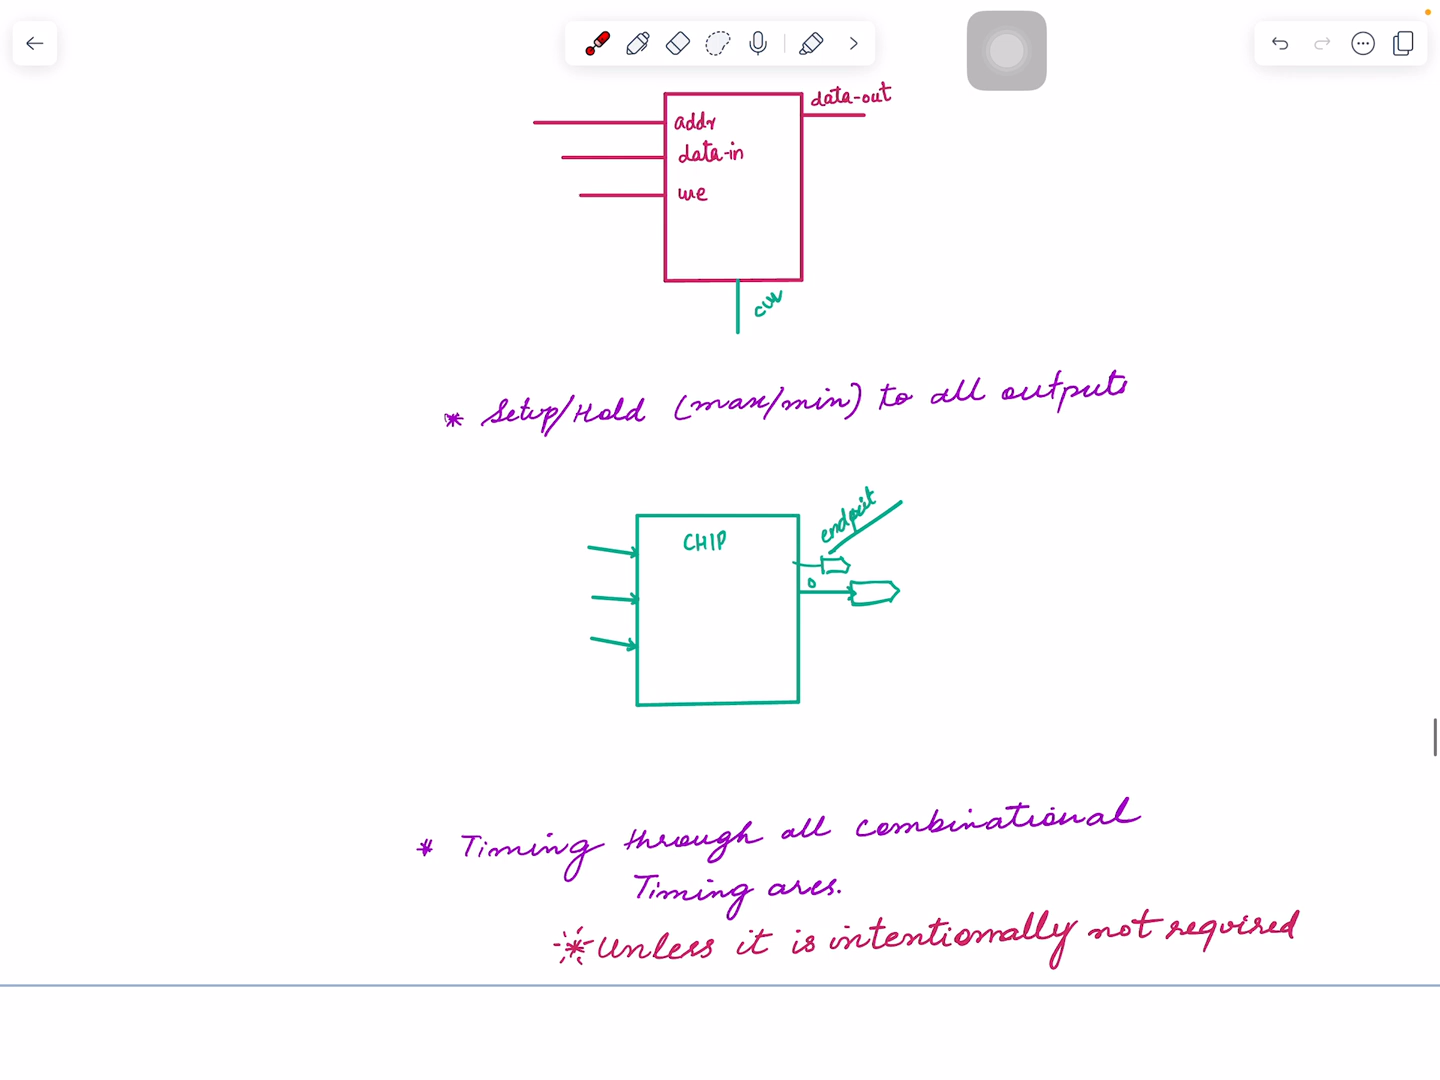 data-out
addr
data-in
we
* Setup/Hold (max/min) to all outputs
endpoint
CHIP
* Timing through all combinational
Timing arcs.
* Unless it is intentionally not required